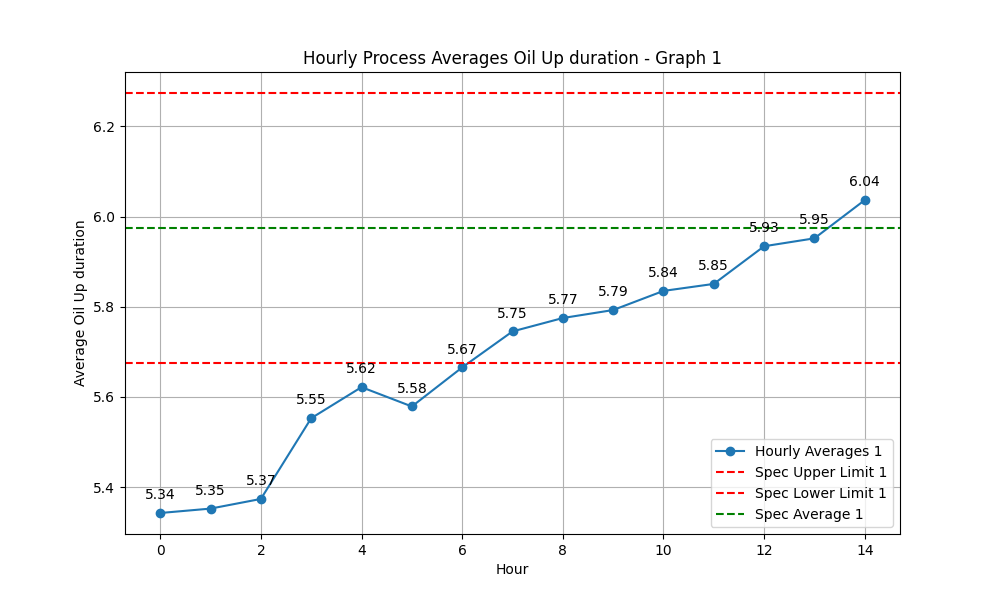 Hourly Process Averages Oil Up duration - Graph 1
Average Oil Up duration
6.2
6.0
5.8
5.6
5.4
5.34
5.35
5.37
5.55
5.62
5.58
5.67
5.75
5.77
5.79
5.84
5.85
5.93
5.95
6.04
Hourly Averages 1
Spec Upper Limit 1
Spec Lower Limit 1
Spec Average 1
0 2 4 6 8 10 12 14
Hour